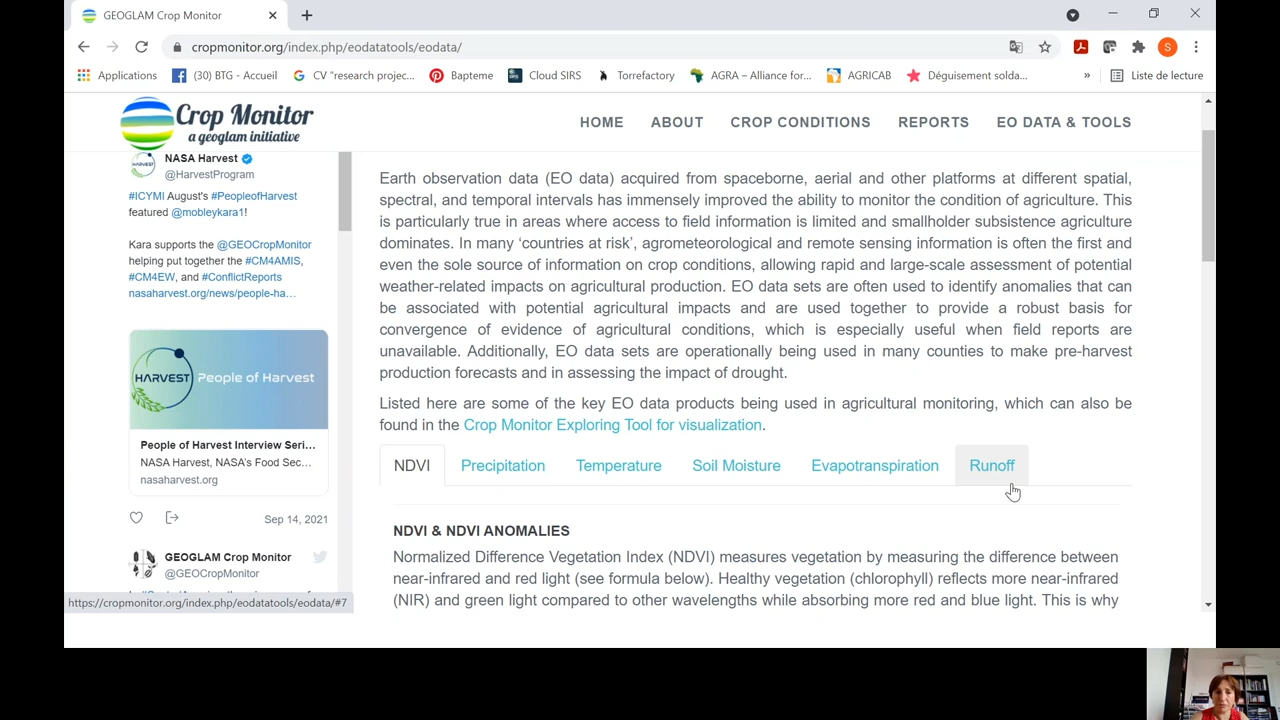 GEOGLAM Crop Monitor
cropmonitor.org/index.php/eodatatools/eodata/
Applications
(30) BTG - Accueil
CV "research projec...
Bapteme
Cloud SIRS
Torrefactory
AGRA – Alliance for...
AGRICAB
Déguisement solda...
»
Liste de lecture
S
Crop Monitor
a geoglam initiative
HOME
ABOUT
CROP CONDITIONS
REPORTS
EO DATA & TOOLS
NASA Harvest
@HarvestProgram
#ICYMI August's #PeopleofHarvest
featured @mobleykara1!
Kara supports the @GEOCropMonitor
helping put together the #CM4AMIS,
#CM4EW, and #ConflictReports
nasaharvest.org/news/people-ha…
HARVEST
People of Harvest
People of Harvest Interview Seri...
NASA Harvest, NASA's Food Sec...
nasaharvest.org
Sep 14, 2021
GEOGLAM Crop Monitor
@GEOCropMonitor
https://cropmonitor.org/index.php/eodatatools/eodata/#7
Earth observation data (EO data) acquired from spaceborne, aerial and other platforms at different spatial,
spectral, and temporal intervals has immensely improved the ability to monitor the condition of agriculture. This
is particularly true in areas where access to field information is limited and smallholder subsistence agriculture
dominates. In many ‘countries at risk’, agrometeorological and remote sensing information is often the first and
even the sole source of information on crop conditions, allowing rapid and large-scale assessment of potential
weather-related impacts on agricultural production. EO data sets are often used to identify anomalies that can
be associated with potential agricultural impacts and are used together to provide a robust basis for
convergence of evidence of agricultural conditions, which is especially useful when field reports are
unavailable. Additionally, EO data sets are operationally being used in many counties to make pre-harvest
production forecasts and in assessing the impact of drought.
Listed here are some of the key EO data products being used in agricultural monitoring, which can also be
found in the Crop Monitor Exploring Tool for visualization.
NDVI
Precipitation
Temperature
Soil Moisture
Evapotranspiration
Runoff
NDVI & NDVI ANOMALIES
Normalized Difference Vegetation Index (NDVI) measures vegetation by measuring the difference between
near-infrared and red light (see formula below). Healthy vegetation (chlorophyll) reflects more near-infrared
(NIR) and green light compared to other wavelengths while absorbing more red and blue light. This is why